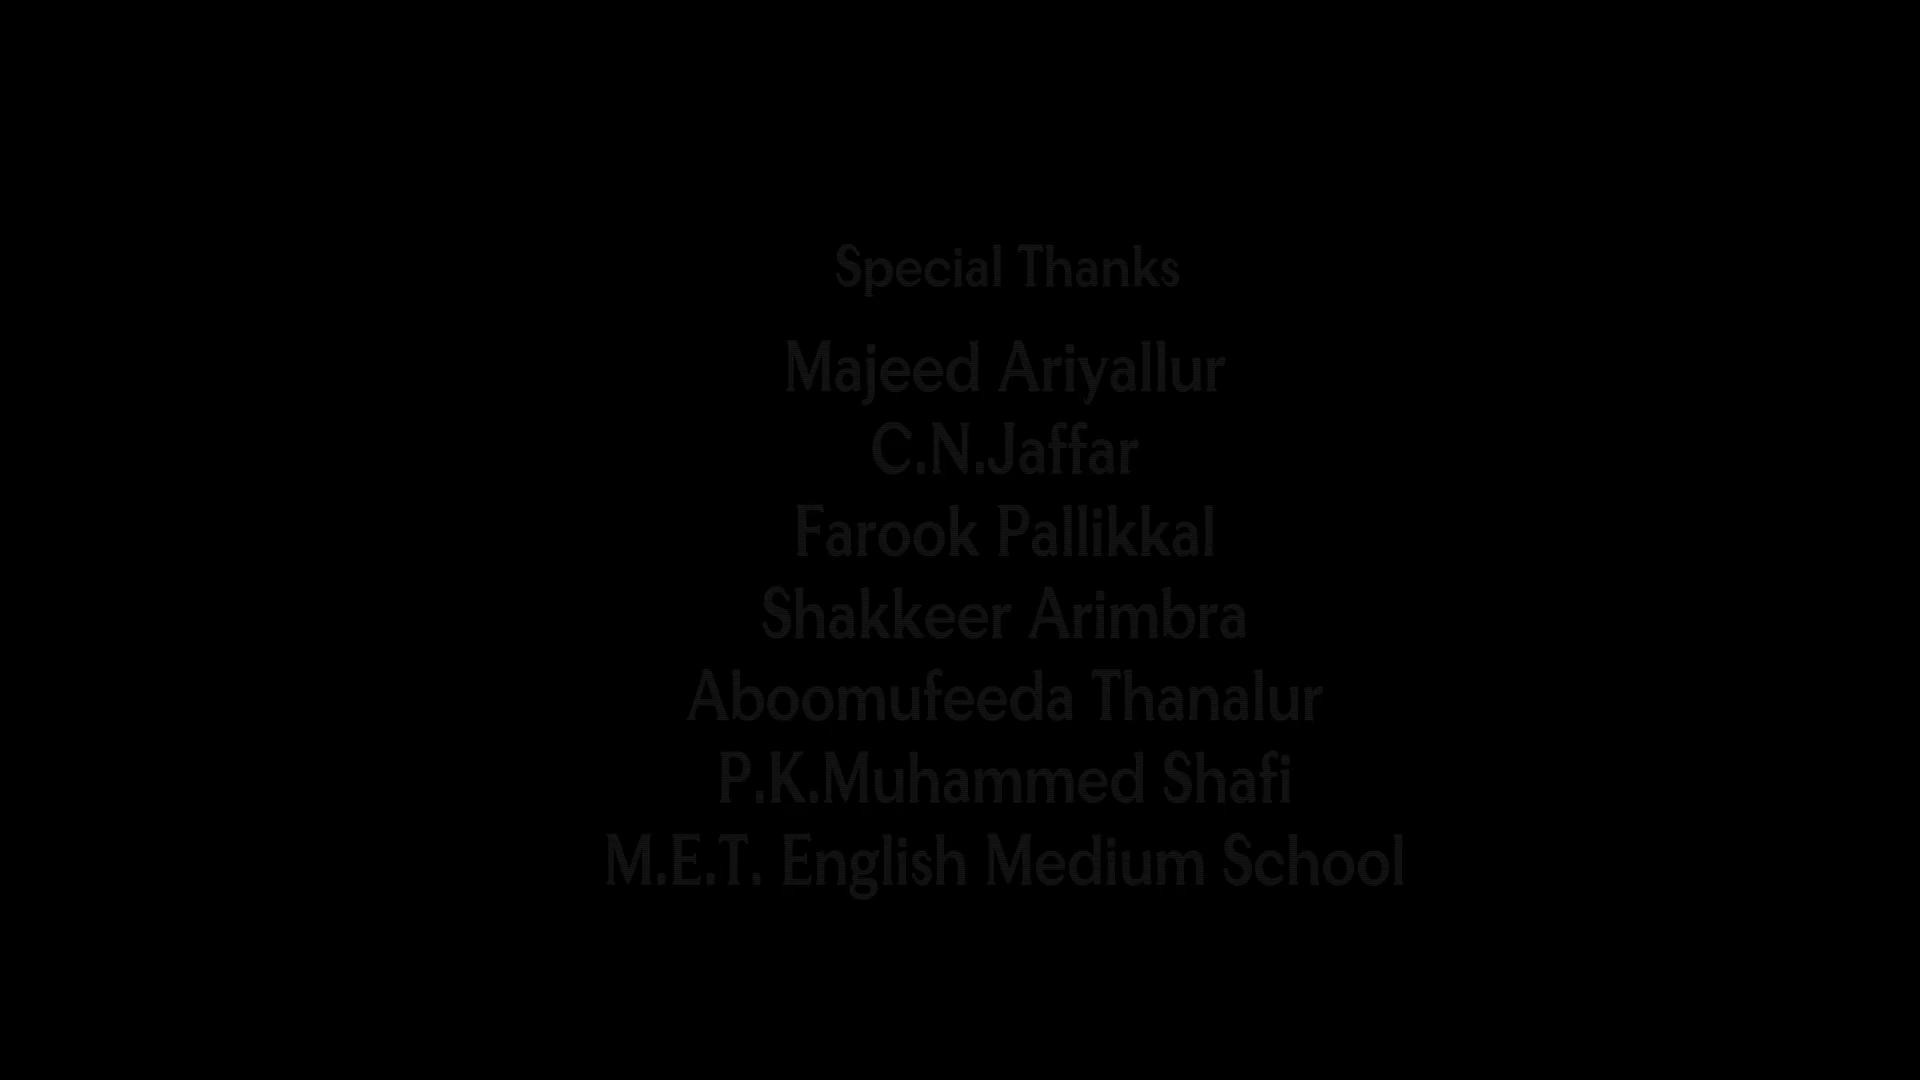 Special Thanks
Majeed Ariyallur
C.N.Jaffar
Farook Pallikkal
Shakkeer Arimbra
Aboomufeeda Thanalur
P.K.Muhammed Shafi
M.E.T. English Medium School